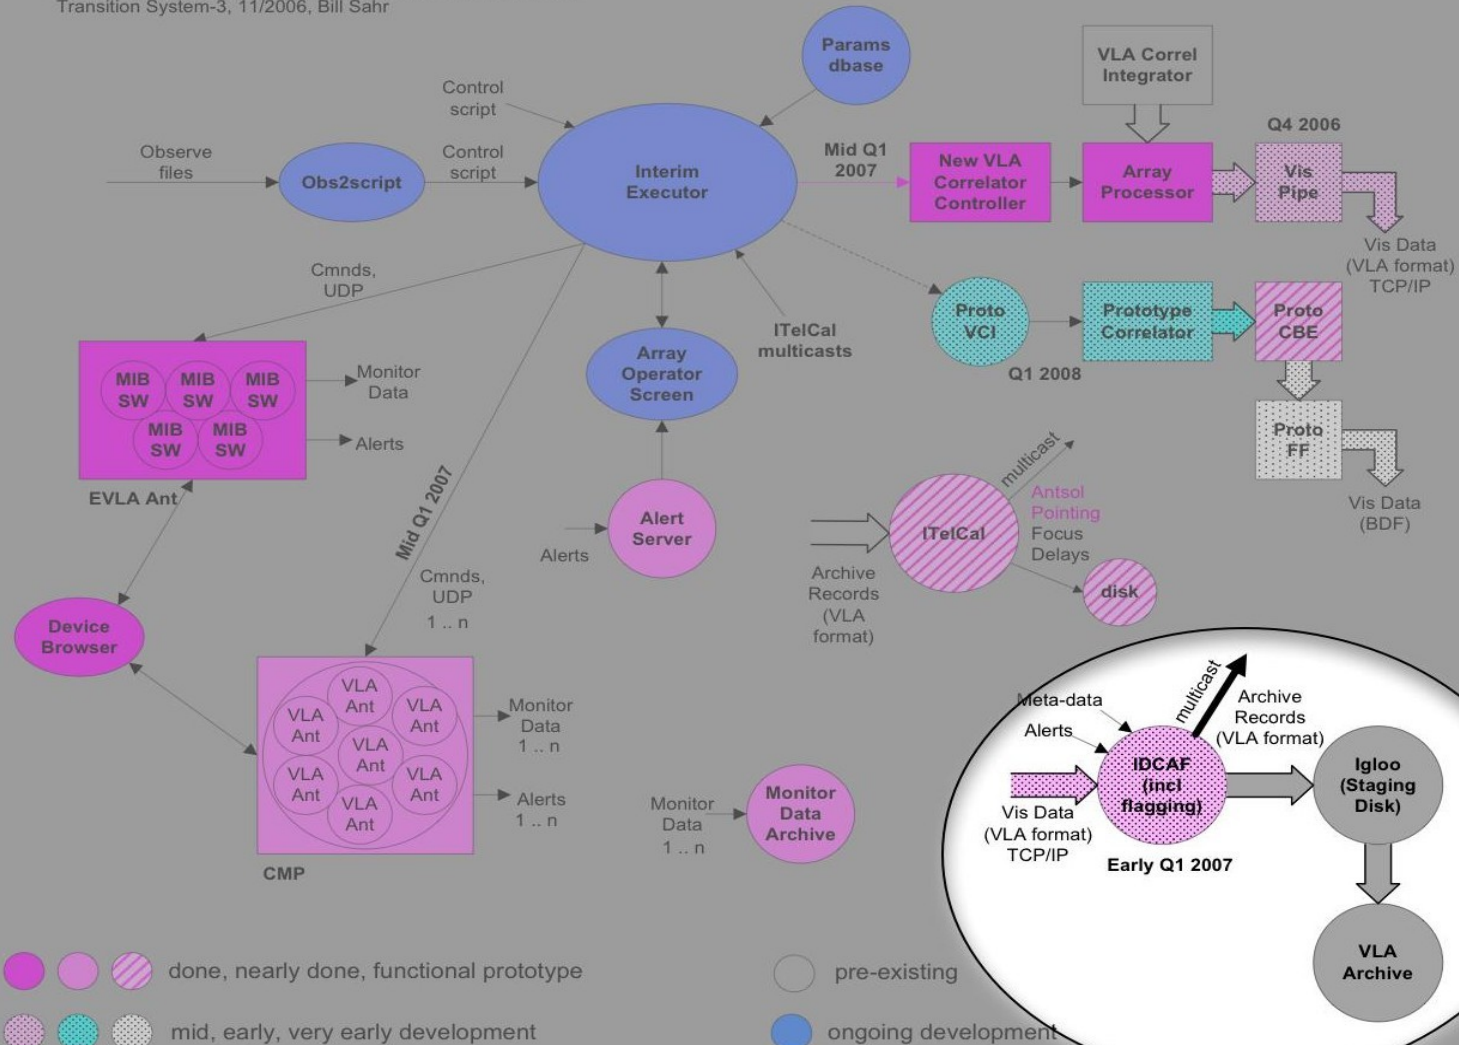 Transition System-3, 11/2006, Bill Sahr
Params
dbase
VLA Correl
Integrator
Control
script
Observe
files
Obs2script
Control
script
Interim
Executor
Mid Q1
2007
New VLA
Correlator
Controller
Array
Processor
Q4 2006
Vis
Pipe
Vis Data
(VLA format)
TCP/IP
Cmnds,
UDP
ITelCal
multicasts
Proto
VCI
Q1 2008
Prototype
Correlator
Proto
CBE
Proto
FF
Vis Data
(BDF)
Array
Operator
Screen
MIB
SW
MIB
SW
MIB
SW
MIB
SW
MIB
SW
Monitor
Data
Alerts
EVLA Ant
Mid Q1 2007
Cmnds,
UDP
1 .. n
Alerts
Alert
Server
Archive
Records
(VLA
format)
ITelCal
multicast
Antsol
Pointing
Focus
Delays
disk
Device
Browser
VLA
Ant
VLA
Ant
VLA
Ant
VLA
Ant
VLA
Ant
VLA
Ant
VLA
Ant
CMP
Monitor
Data
1 .. n
Alerts
1 .. n
Monitor
Data
1 .. n
Monitor
Data
Archive
Meta-data
Alerts
multicast
Archive
Records
(VLA format)
IDCAF
(incl
flagging)
Vis Data
(VLA format)
TCP/IP
Early Q1 2007
Igloo
(Staging
Disk)
VLA
Archive
done, nearly done, functional prototype
pre-existing
mid, early, very early development
ongoing development